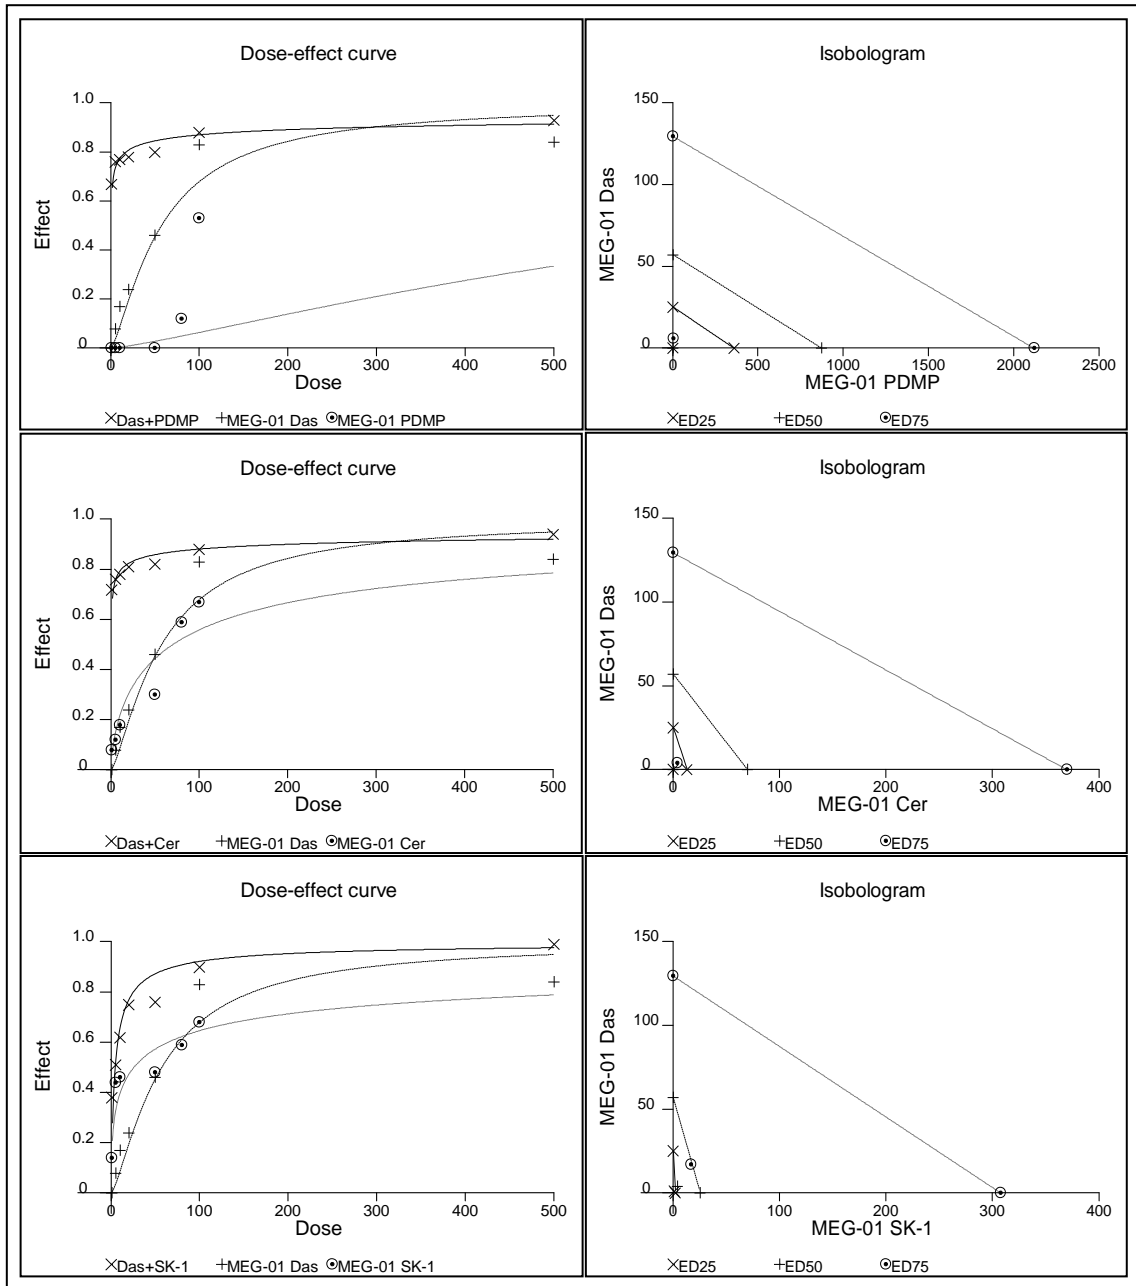 Dose-effect curve
1.0
0.8
0.6
0.4
0.2
0
Effect
0 100 200 300 400 500
Dose
Das+PDMP MEG-01 Das MEG-01 PDMP
Isobologram
150
100
50
0
MEG-01 Das
0 500 1000 1500 2000 2500
MEG-01 PDMP
ED25 ED50 ED75
Dose-effect curve
1.0
0.8
0.6
0.4
0.2
0
Effect
0 100 200 300 400 500
Dose
Das+Cer MEG-01 Das MEG-01 Cer
Isobologram
150
100
50
0
MEG-01 Das
0 100 200 300 400
MEG-01 Cer
ED25 ED50 ED75
Dose-effect curve
1.0
0.8
0.6
0.4
0.2
0
Effect
0 100 200 300 400 500
Dose
Das+SK-1 MEG-01 Das MEG-01 SK-1
Isobologram
150
100
50
0
MEG-01 Das
0 100 200 300 400
MEG-01 SK-1
ED25 ED50 ED75